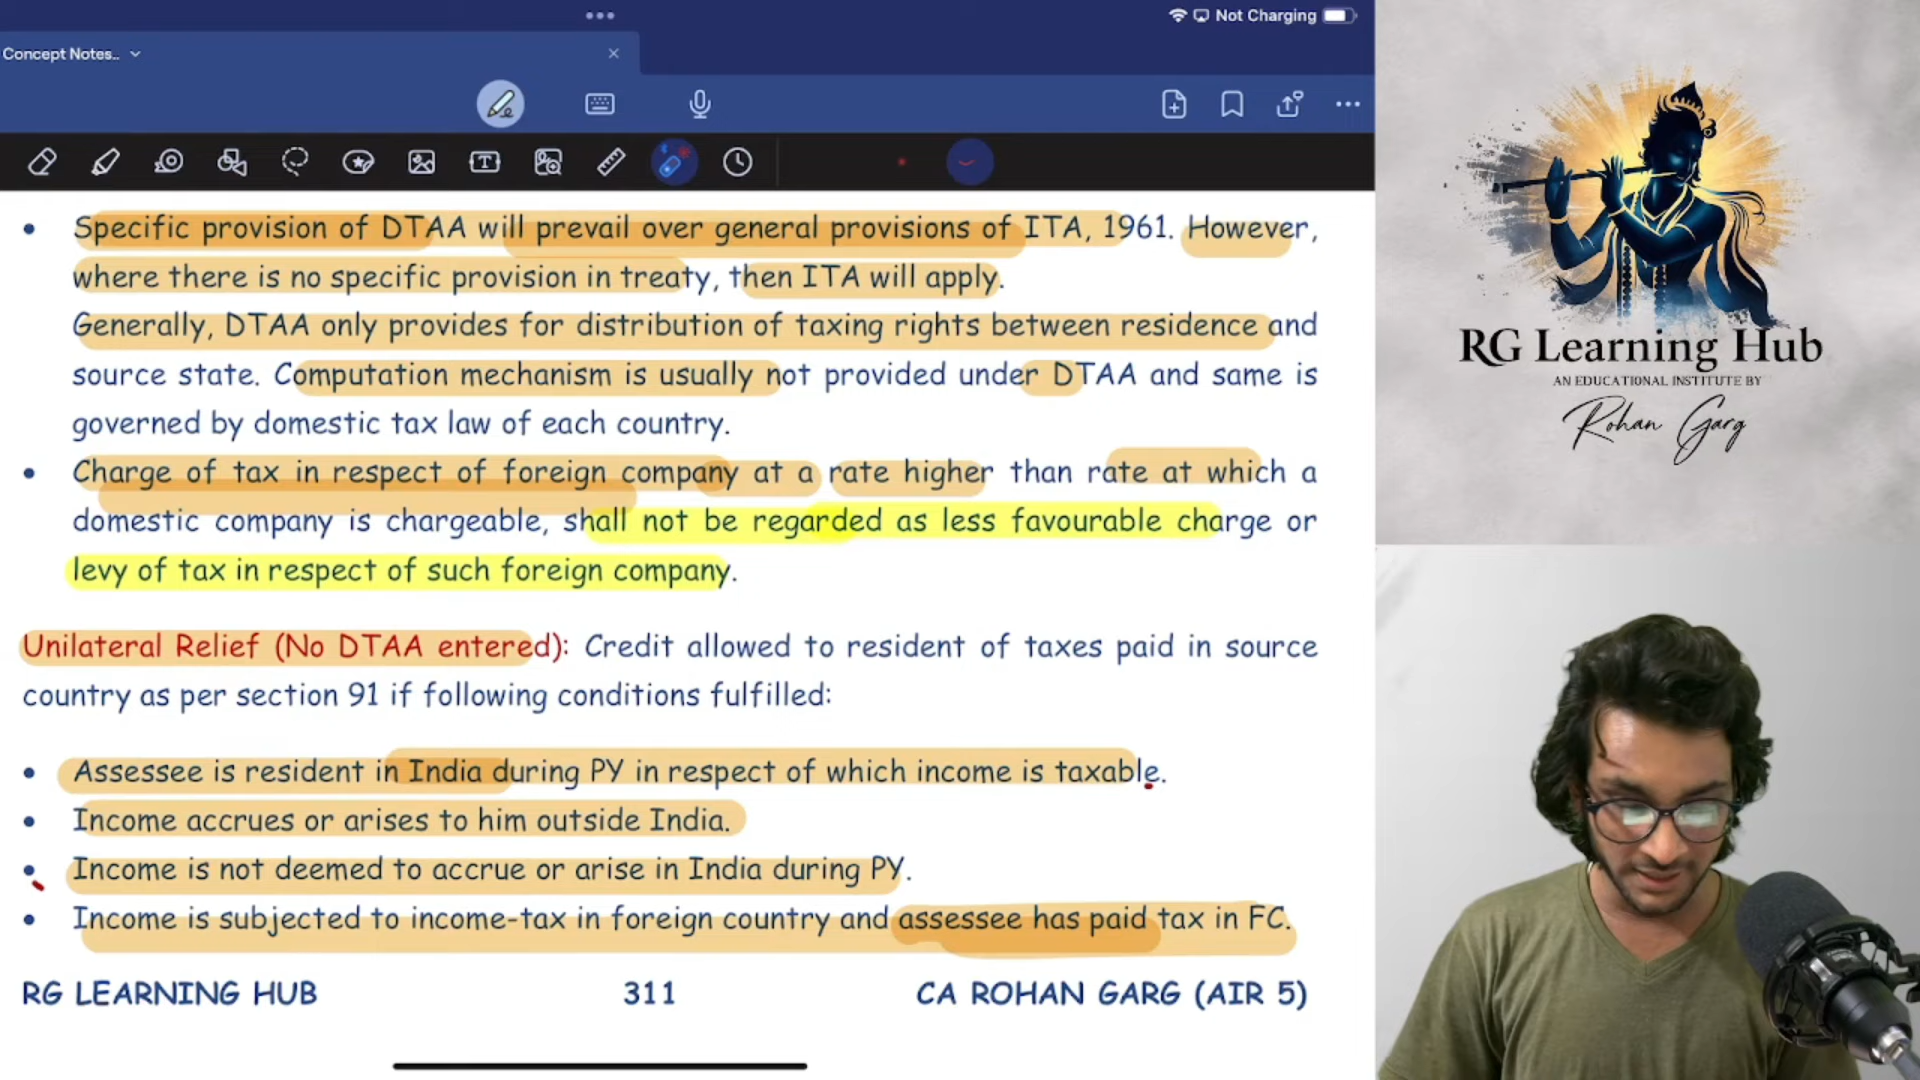 Not Charging
Concept Notes..
Specific provision of DTAA will prevail over general provisions of ITA, 1961. However,
where there is no specific provision in treaty, then ITA will apply.
Generally, DTAA only provides for distribution of taxing rights between residence and
source state. Computation mechanism is usually not provided under DTAA and same is
governed by domestic tax law of each country.
Charge of tax in respect of foreign company at a rate higher than rate at which a
domestic company is chargeable, shall not be regarded as less favourable charge or
levy of tax in respect of such foreign company.
Unilateral Relief (No DTAA entered): Credit allowed to resident of taxes paid in source
country as per section 91 if following conditions fulfilled:
Assessee is resident in India during PY in respect of which income is taxable.
Income accrues or arises to him outside India.
Income is not deemed to accrue or arise in India during PY.
Income is subjected to income-tax in foreign country and assessee has paid tax in FC.
RG LEARNING HUB 311 CA ROHAN GARG (AIR 5)
RG Learning Hub
AN EDUCATIONAL INSTITUTE BY
Rohan Garg